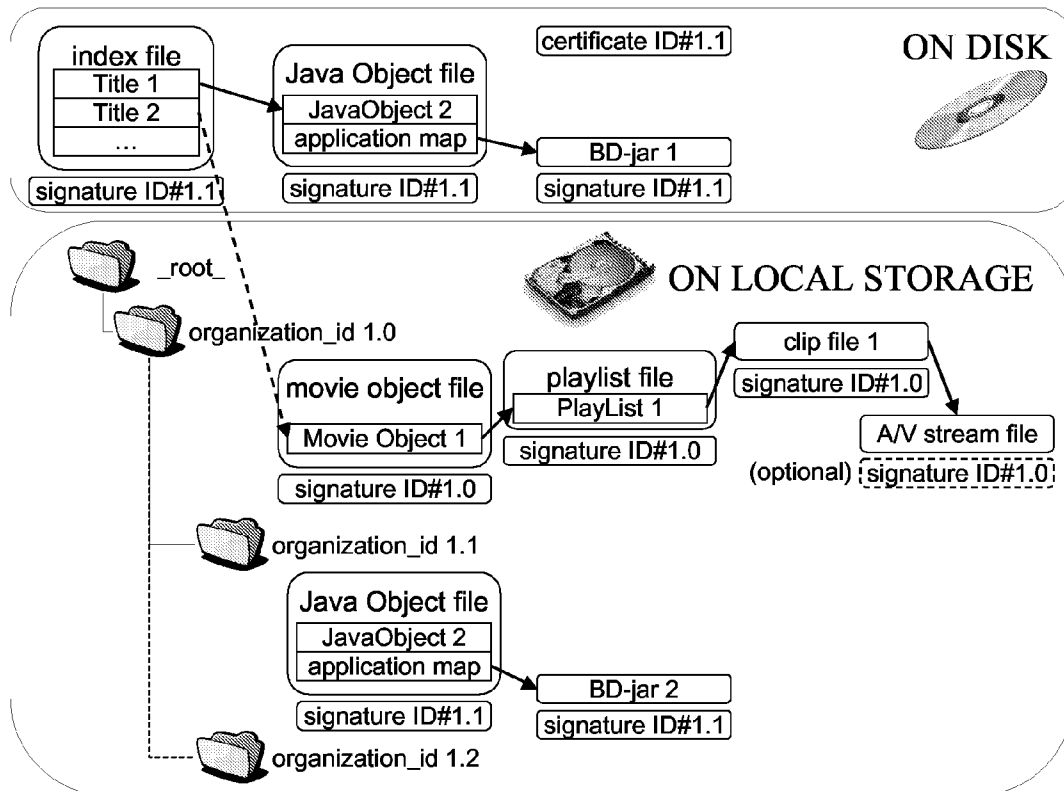 certificate ID#1.1
ON DISK
index file
Title 1
Title 2
...
signature ID#1.1
Java Object file
JavaObject 2
application map
signature ID#1.1
BD-jar 1
signature ID#1.1
_root_
ON LOCAL STORAGE
organization_id 1.0
movie object file
Movie Object 1
signature ID#1.0
playlist file
PlayList 1
signature ID#1.0
clip file 1
signature ID#1.0
A/V stream file
(optional) signature ID#1.0
organization_id 1.1
Java Object file
JavaObject 2
application map
signature ID#1.1
BD-jar 2
signature ID#1.1
organization_id 1.2